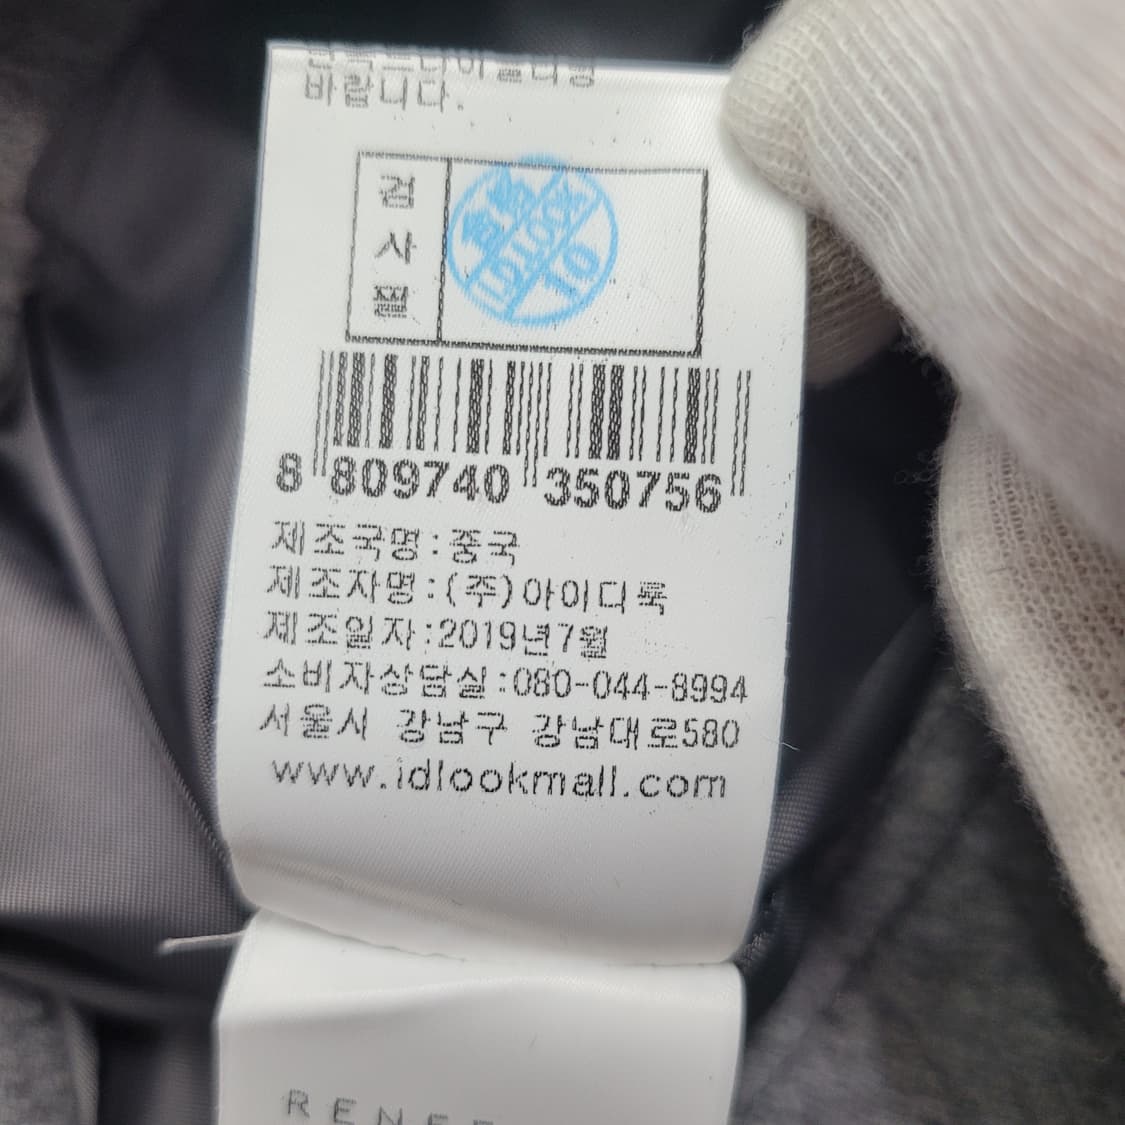 바랍니다.
검
사
필
IDLOOK
10
8 809740 350756
제조국명:중국
제조자명:(주)아이디룩
제조일자:2019년7월
소비자상담실:080-044-8994
서울시 강남구 강남대로580
www.idlookmall.com